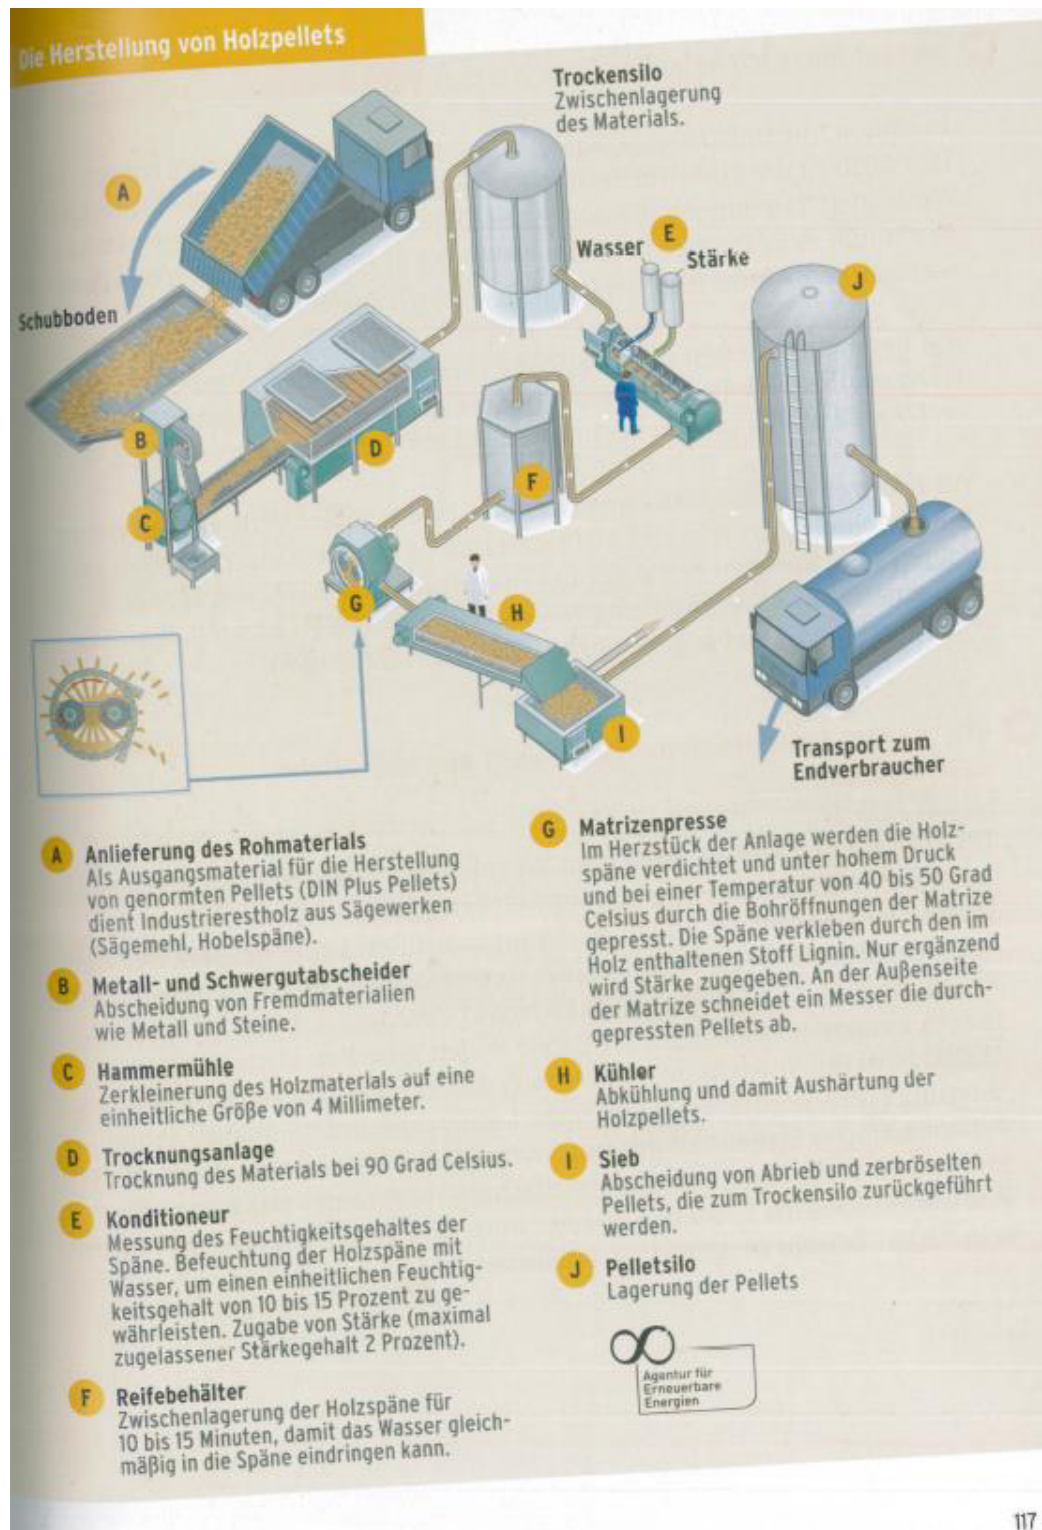 Die Herstellung von Holzpellets
Trockensilo
Zwischenlagerung
des Materials.
A
Wasser
E
Stärke
J
Schubboden
B
D
F
C
G
H
I
Transport zum
Endverbraucher
A Anlieferung des Rohmaterials
Als Ausgangsmaterial für die Herstellung
von genormten Pellets (DIN Plus Pellets)
dient Industrierestholz aus Sägewerken
(Sägemehl, Hobelspäne).
B Metall- und Schwergutabscheider
Abscheidung von Fremdmaterialien
wie Metall und Steine.
C Hammermühle
Zerkleinerung des Holzmaterials auf eine
einheitliche Größe von 4 Millimeter.
D Trocknungsanlage
Trocknung des Materials bei 90 Grad Celsius.
E Konditioneur
Messung des Feuchtigkeitsgehaltes der
Späne. Befeuchtung der Holzspäne mit
Wasser, um einen einheitlichen Feuchtig-
keitsgehalt von 10 bis 15 Prozent zu ge-
währleisten. Zugabe von Stärke (maximal
zugelassener Stärkegehalt 2 Prozent).
F Reifebehälter
Zwischenlagerung der Holzspäne für
10 bis 15 Minuten, damit das Wasser gleich-
mäßig in die Späne eindringen kann.
G Matrizenpresse
Im Herzstück der Anlage werden die Holz-
späne verdichtet und unter hohem Druck
und bei einer Temperatur von 40 bis 50 Grad
Celsius durch die Bohröffnungen der Matrize
gepresst. Die Späne verkleben durch den im
Holz enthaltenen Stoff Lignin. Nur ergänzend
wird Stärke zugegeben. An der Außenseite
der Matrize schneidet ein Messer die durch-
gepressten Pellets ab.
H Kühler
Abkühlung und damit Aushärtung der
Holzpellets.
I Sieb
Abscheidung von Abrieb und zerbröselten
Pellets, die zum Trockensilo zurückgeführt
werden.
J Pelletsilo
Lagerung der Pellets
Agentur für
Erneuerbare
Energien
117